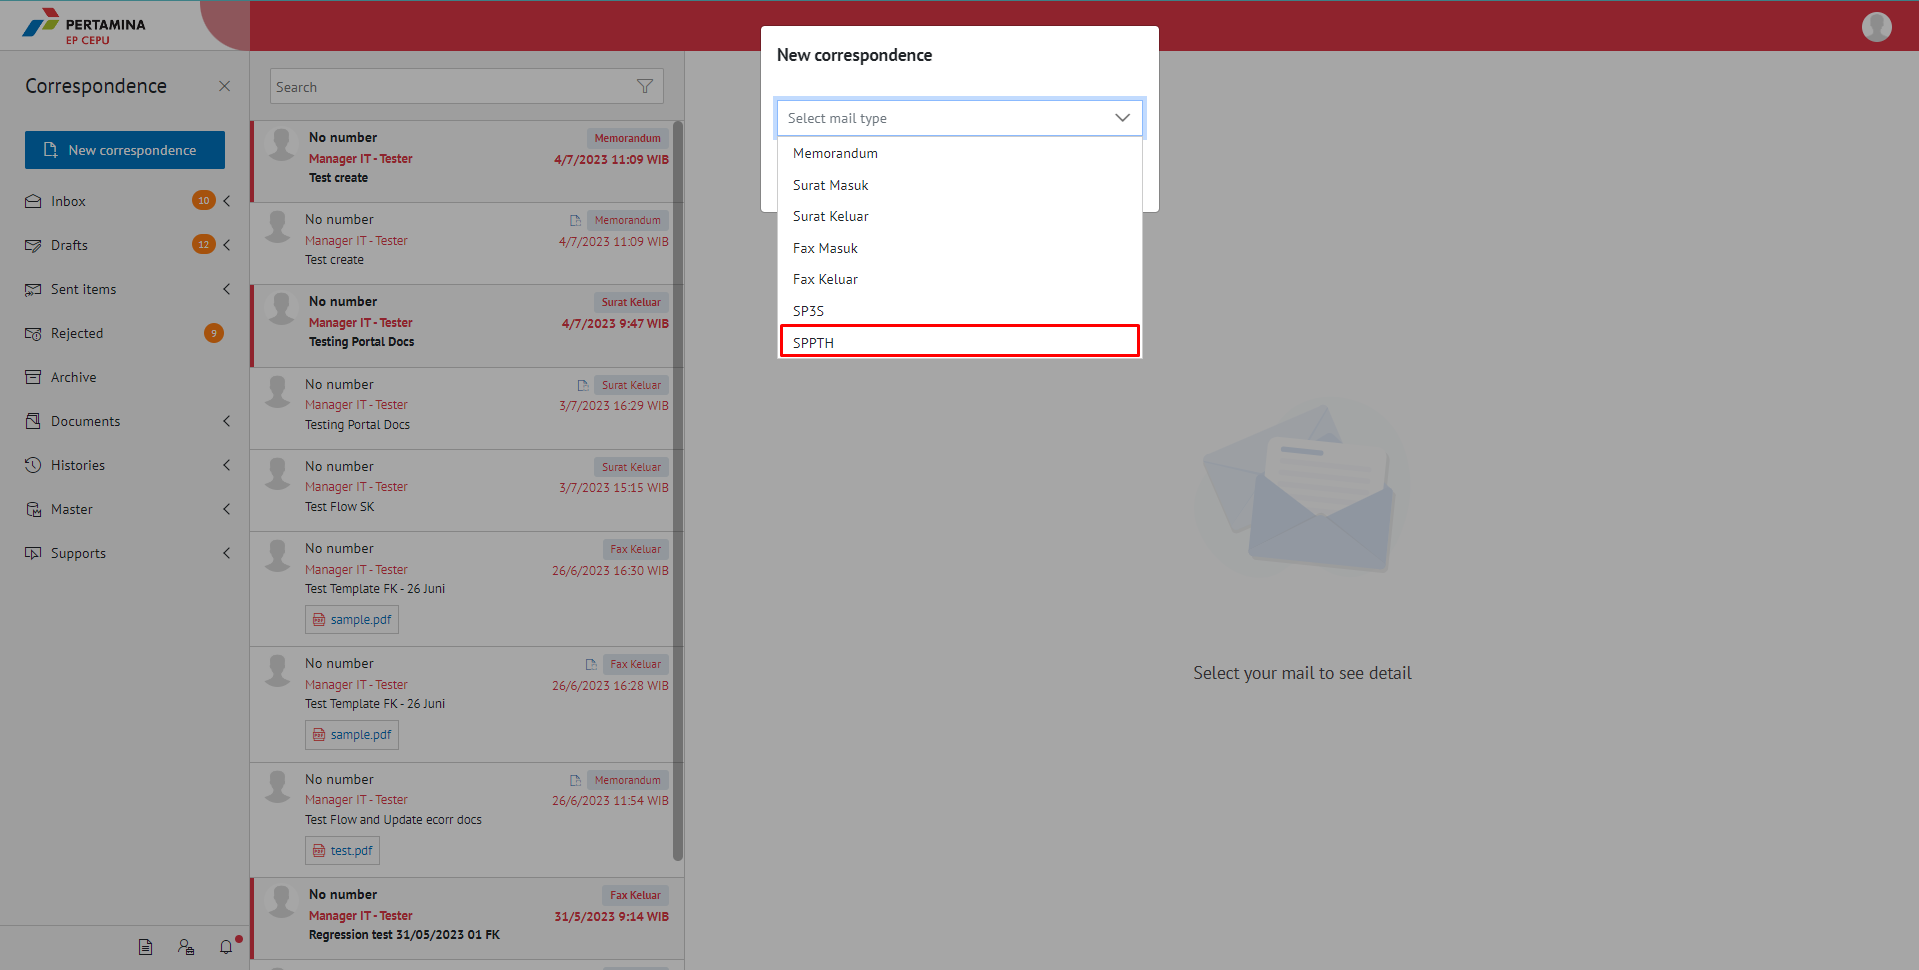 PERTAMINA
EP CEPU
Correspondence
New correspondence
Inbox 10
Drafts 12
Sent items
Rejected 9
Archive
Documents
Histories
Master
Supports
Search
No number Memorandum
Manager IT - Tester 4/7/2023 11:09 WIB
Test create
No number Memorandum
Manager IT - Tester 4/7/2023 11:09 WIB
Test create
No number Surat Keluar
Manager IT - Tester 4/7/2023 9:47 WIB
Testing Portal Docs
No number Surat Keluar
Manager IT - Tester 3/7/2023 16:29 WIB
Testing Portal Docs
No number Surat Keluar
Manager IT - Tester 3/7/2023 15:15 WIB
Test Flow SK
No number Fax Keluar
Manager IT - Tester 26/6/2023 16:30 WIB
Test Template FK - 26 Juni
sample.pdf
No number Fax Keluar
Manager IT - Tester 26/6/2023 16:28 WIB
Test Template FK - 26 Juni
sample.pdf
No number Memorandum
Manager IT - Tester 26/6/2023 11:54 WIB
Test Flow and Update ecorr docs
test.pdf
No number Fax Keluar
Manager IT - Tester 31/5/2023 9:14 WIB
Regression test 31/05/2023 01 FK
New correspondence
Select mail type
Memorandum
Surat Masuk
Surat Keluar
Fax Masuk
Fax Keluar
SP3S
SPPTH
Select your mail to see detail